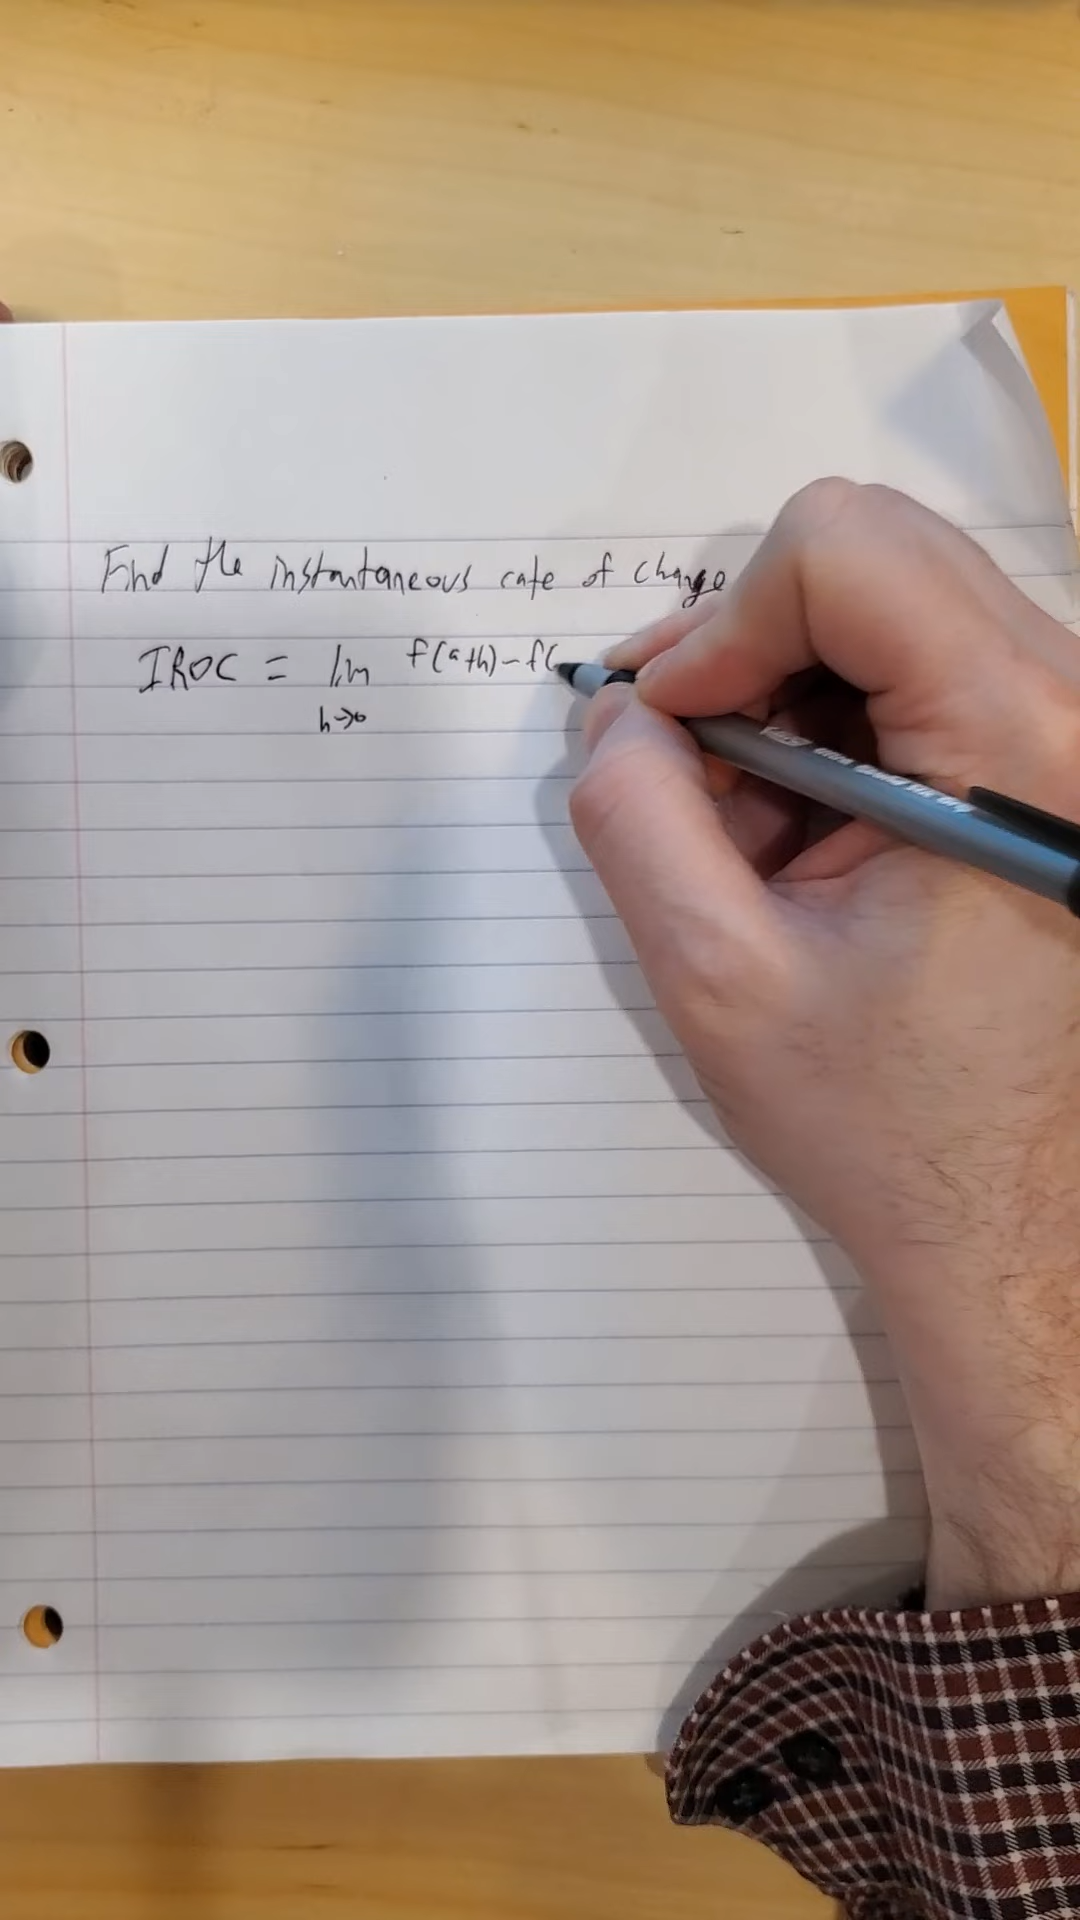 Find the instantaneous rate of change
IROC = lim f(a+h)-f(
h→0